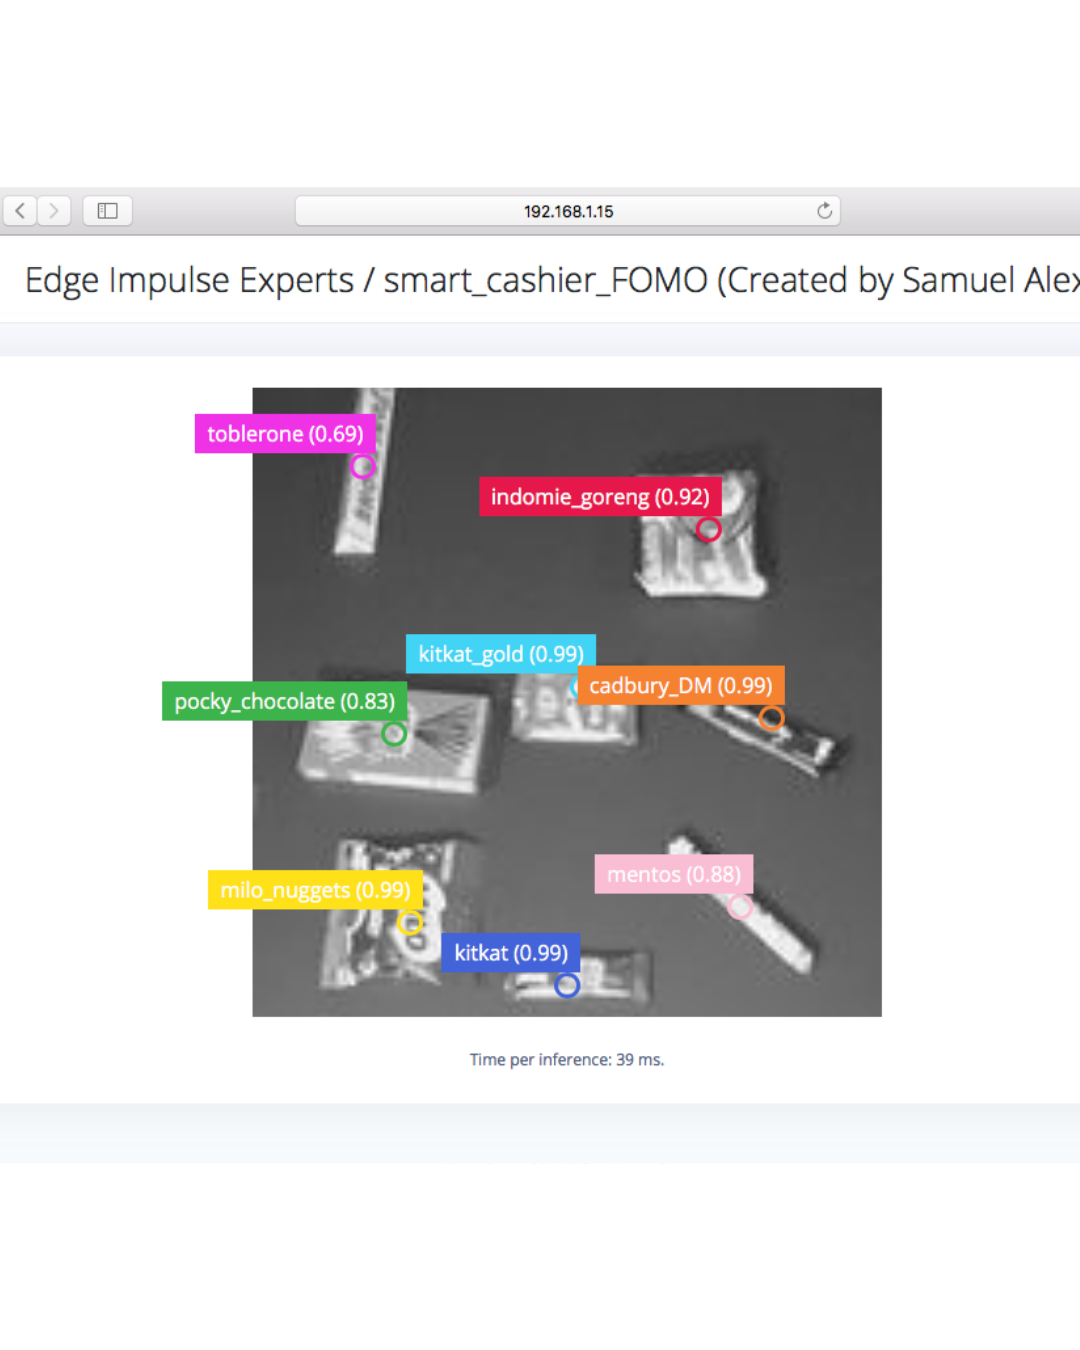 192.168.1.15
Edge Impulse Experts / smart_cashier_FOMO (Created by Samuel Alex
toblerone (0.69)
indomie_goreng (0.92)
kitkat_gold (0.99)
cadbury_DM (0.99)
pocky_chocolate (0.83)
mentos (0.88)
milo_nuggets (0.99)
kitkat (0.99)
Time per inference: 39 ms.